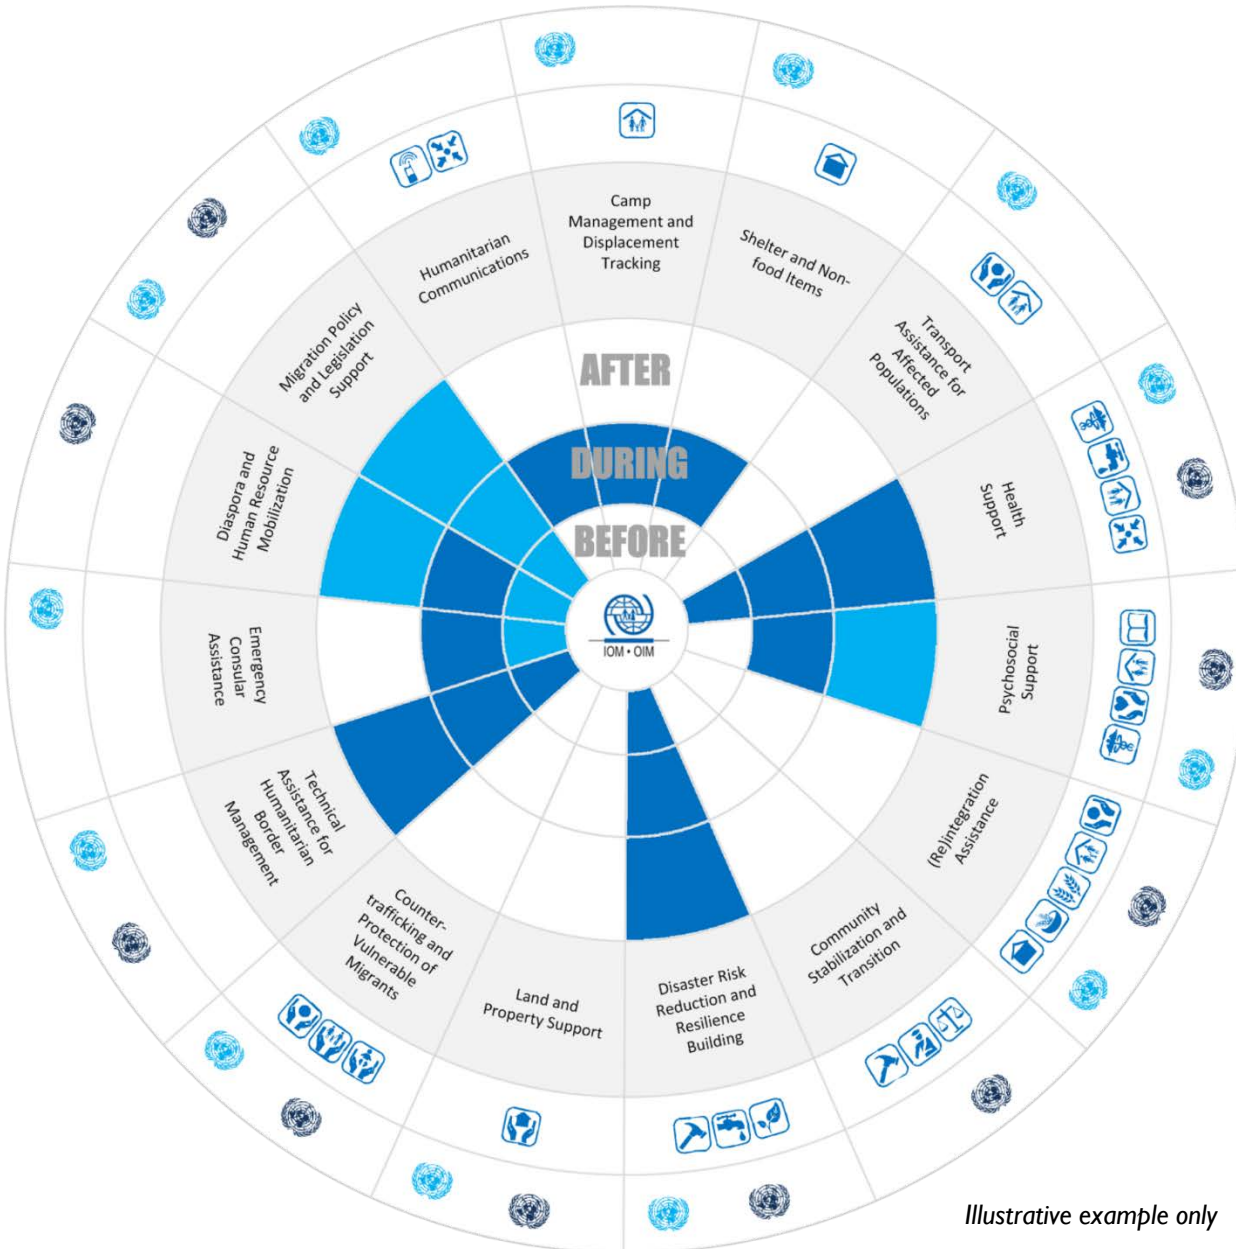 Camp
Management and
Displacement
Tracking
Shelter and Non-
food Items
Transport
Assistance for
Affected
Populations
Health
Support
Psychosocial
Support
(Re)integration
Assistance
Community
Stabilization and
Transition
Disaster Risk
Reduction and
Resilience
Building
Land and
Property Support
Counter-
trafficking and
Protection of
Vulnerable
Migrants
Technical
Assistance for
Humanitarian
Border
Management
Emergency
Consular
Assistance
Diaspora and
Human Resource
Mobilization
Migration Policy
and Legislation
Support
Humanitarian
Communications
AFTER
DURING
BEFORE
IOM • OIM
Illustrative example only